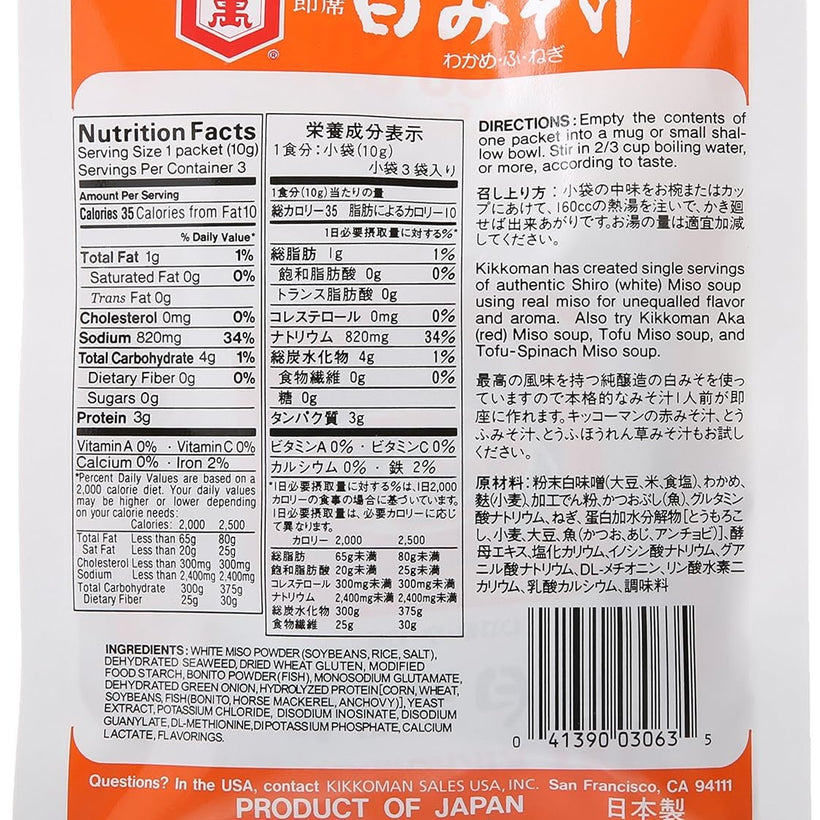 萬
®
即席
白みそ汁
わかめ・ふ・ねぎ
Nutrition Facts
Serving Size 1 packet (10g)
Servings Per Container 3
Amount Per Serving
Calories 35 Calories from Fat 10
% Daily Value*
Total Fat 1g 1%
Saturated Fat 0g 0%
Trans Fat 0g
Cholesterol 0mg 0%
Sodium 820mg 34%
Total Carbohydrate 4g 1%
Dietary Fiber 0g 0%
Sugars 0g
Protein 3g
Vitamin A 0% · Vitamin C 0%
Calcium 0% · Iron 2%
*Percent Daily Values are based on a
2,000 calorie diet. Your daily values
may be higher or lower depending
on your calorie needs:
Calories: 2,000 2,500
Total Fat Less than 65g 80g
Sat Fat Less than 20g 25g
Cholesterol Less than 300mg 300mg
Sodium Less than 2,400mg 2,400mg
Total Carbohydrate 300g 375g
Dietary Fiber 25g 30g
栄養成分表示
1食分：小袋(10g)
小袋3袋入り
1食分(10g)当たりの量
総カロリー35 脂肪によるカロリー10
1日必要摂取量に対する%*
総脂肪 1g 1%
飽和脂肪酸 0g 0%
トランス脂肪酸 0g
コレステロール 0mg 0%
ナトリウム 820mg 34%
総炭水化物 4g 1%
食物繊維 0g 0%
糖 0g
タンパク質 3g
ビタミンA 0% ・ビタミンC 0%
カルシウム 0% ・鉄 2%
*1日必要摂取量に対する%は、1日2,000
カロリーの食事の場合に基づいています。
1日必要摂取量は、必要カロリーに応じ
て異なります。
カロリー 2,000 2,500
総脂肪 65g未満 80g未満
飽和脂肪酸 20g未満 25g未満
コレステロール 300mg未満 300mg未満
ナトリウム 2,400mg未満 2,400mg未満
総炭水化物 300g 375g
食物繊維 25g 30g
DIRECTIONS: Empty the contents of
one packet into a mug or small shal-
low bowl. Stir in 2/3 cup boiling water,
or more, according to taste.
召し上り方：小袋の中味をお椀またはカッ
プにあけて、160ccの熱湯を注いで、かき廻
せば出来あがりです。お湯の量は適宜加減
してください。
Kikkoman has created single servings
of authentic Shiro (white) Miso soup
using real miso for unequalled flavor
and aroma. Also try Kikkoman Aka
(red) Miso soup, Tofu Miso soup, and
Tofu-Spinach Miso soup.
最高の風味を持つ純醸造の白みそを使っ
ていますので本格的なみそ汁1人前が即
座に作れます。キッコーマンの赤みそ汁、とう
ふみそ汁、とうふほうれん草みそ汁もお試し
ください。
原材料：粉末白味噌(大豆、米、食塩)、わかめ、
麩(小麦)、加工でん粉、かつおぶし(魚)、グルタミン
酸ナトリウム、ねぎ、蛋白加水分解物[とうもろこ
し、小麦、大豆、魚(かつお、あじ、アンチョビ)]、酵
母エキス、塩化カリウム、イノシン酸ナトリウム、グア
ニル酸ナトリウム、DL-メチオニン、リン酸水素二
カリウム、乳酸カルシウム、調味料
INGREDIENTS: WHITE MISO POWDER (SOYBEANS, RICE, SALT),
DEHYDRATED SEAWEED, DRIED WHEAT GLUTEN, MODIFIED
FOOD STARCH, BONITO POWDER (FISH), MONOSODIUM GLUTAMATE,
DEHYDRATED GREEN ONION, HYDROLYZED PROTEIN [CORN, WHEAT,
SOYBEANS, FISH (BONITO, HORSE MACKEREL, ANCHOVY)], YEAST
EXTRACT, POTASSIUM CHLORIDE, DISODIUM INOSINATE, DISODIUM
GUANYLATE, DL-METHIONINE, DIPOTASSIUM PHOSPHATE, CALCIUM
LACTATE, FLAVORINGS.
0 41390 03063 5
Questions? In the USA, contact KIKKOMAN SALES USA, INC. San Francisco, CA 94111
PRODUCT OF JAPAN 日本製